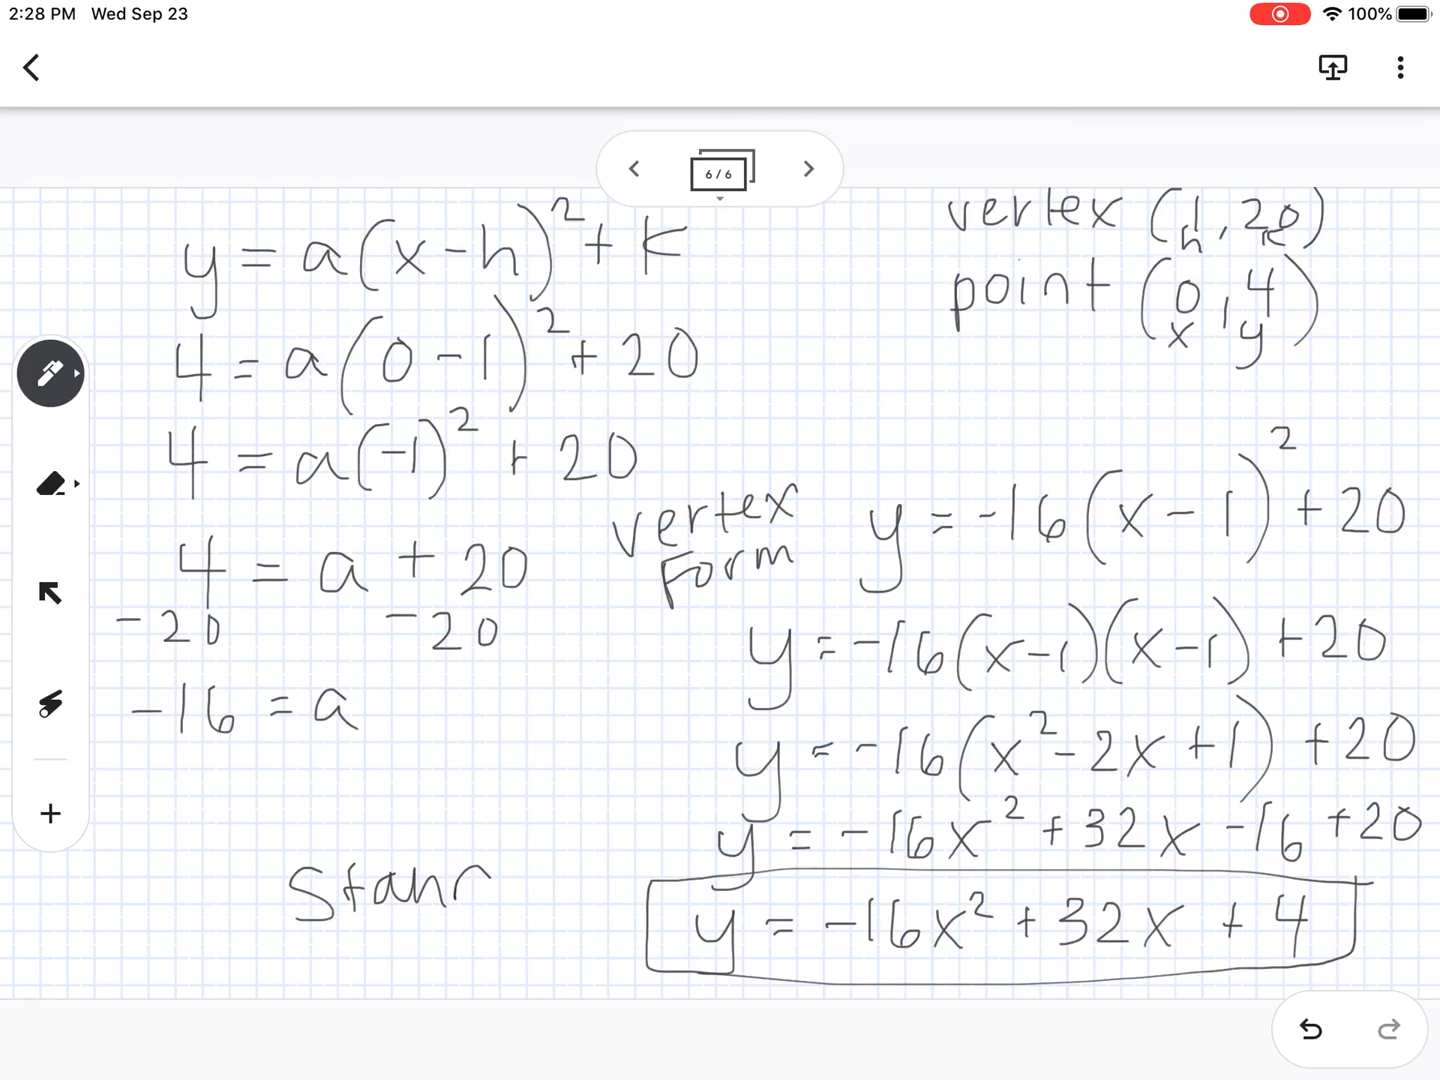 2:28 PM Wed Sep 23
100%
6/6
vertex (1, 20)
h k
point (0, 4)
x y
y = a(x-h)² + k
4 = a(0-1)² + 20
4 = a(-1)² + 20
4 = a + 20
-20 -20
-16 = a
vertex
Form
y = -16(x-1)² + 20
y = -16(x-1)(x-1) + 20
y = -16(x²-2x+1) + 20
y = -16x² + 32x - 16 + 20
Stanr
y = -16x² + 32x + 4